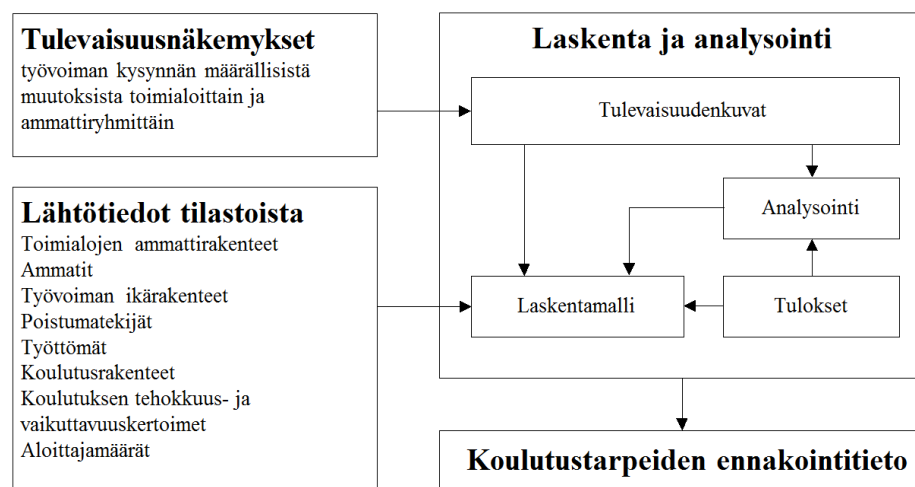 Tulevaisuusnäkemykset
työvoiman kysynnän määrällisistä
muutoksista toimialoittain ja
ammattiryhmittäin
Lähtötiedot tilastoista
Toimialojen ammattirakenteet
Ammatit
Työvoiman ikärakenteet
Poistumatekijät
Työttömät
Koulutusrakenteet
Koulutuksen tehokkuus- ja
vaikuttavuuskertoimet
Aloittajamäärät
Laskenta ja analysointi
Tulevaisuudenkuvat
Analysointi
Laskentamalli
Tulokset
Koulutustarpeiden ennakointitieto